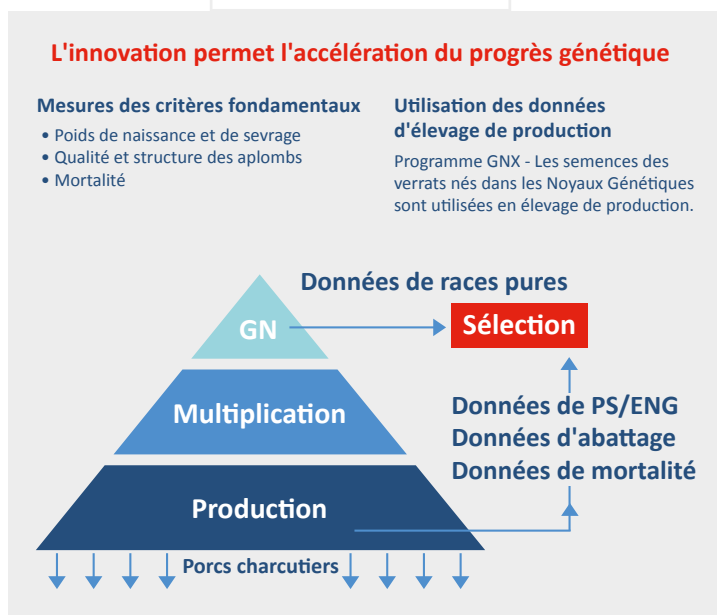 L'innovation permet l'accélération du progrès génétique
Mesures des critères fondamentaux
• Poids de naissance et de sevrage
• Qualité et structure des aplombs
• Mortalité
Utilisation des données
d'élevage de production
Programme GNX - Les semences des
verrats nés dans les Noyaux Génétiques
sont utilisées en élevage de production.
Données de races pures
GN
Sélection
Multiplication
Données de PS/ENG
Données d'abattage
Données de mortalité
Production
Porcs charcutiers